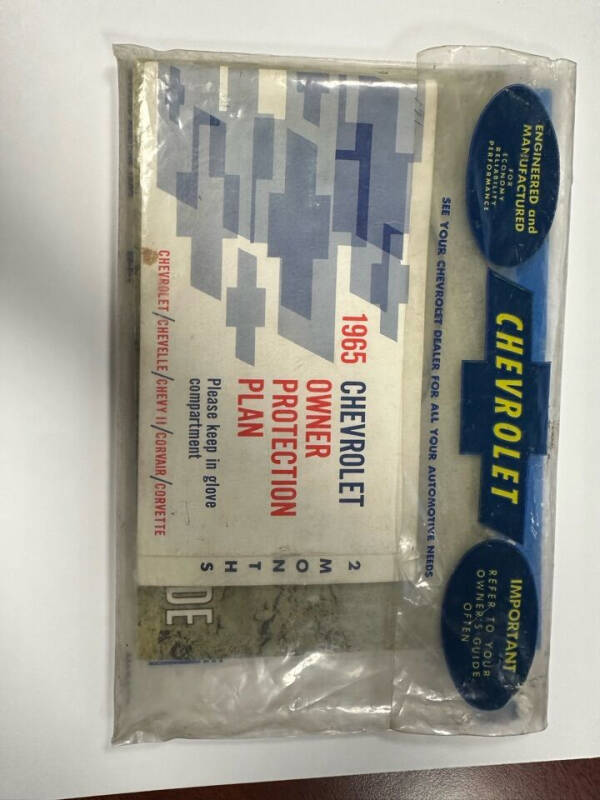 ENGINEERED and
MANUFACTURED
FOR
ECONOMY
RELIABILITY
PERFORMANCE
CHEVROLET
IMPORTANT
REFER TO YOUR
OWNER'S GUIDE
OFTEN
SEE YOUR CHEVROLET DEALER FOR ALL YOUR AUTOMOTIVE NEEDS
1965 CHEVROLET
OWNER
PROTECTION
PLAN
Please keep in glove
compartment
CHEVROLET/CHEVELLE/CHEVY II/CORVAIR/CORVETTE
2
MONTHS
DE